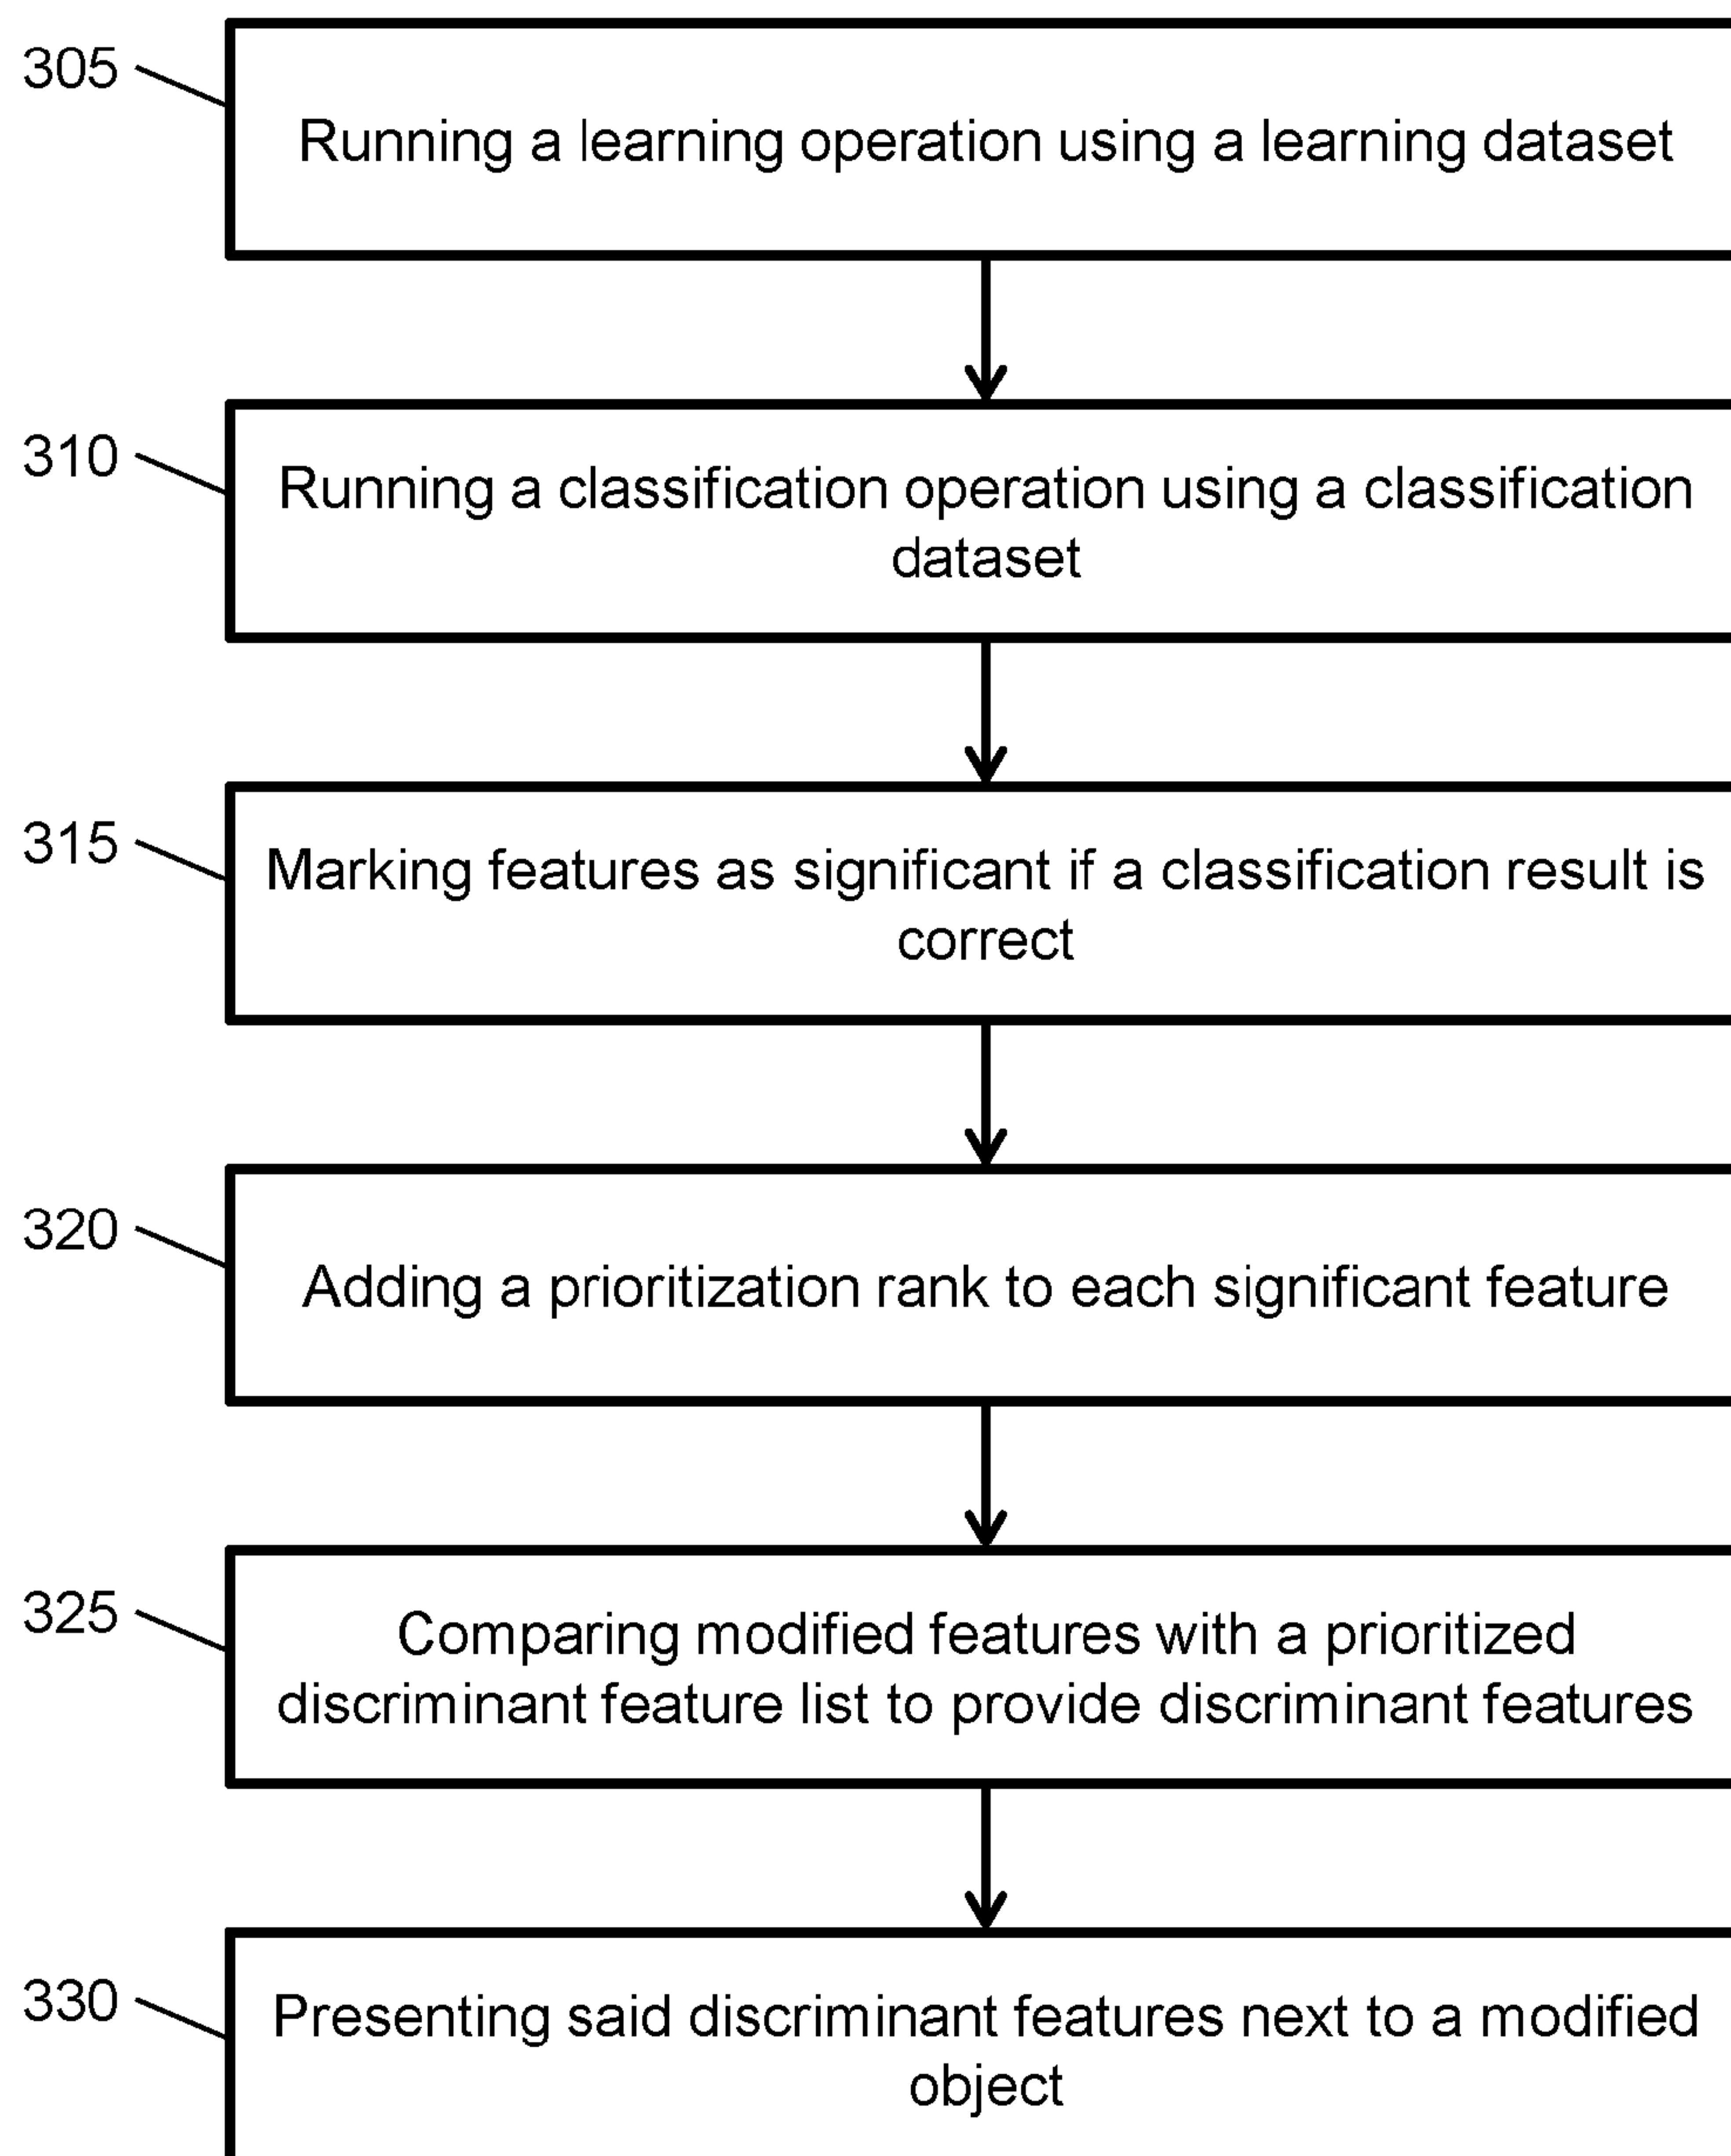 305
Running a learning operation using a learning dataset
310
Running a classification operation using a classification
dataset
315
Marking features as significant if a classification result is
correct
320
Adding a prioritization rank to each significant feature
325
Comparing modified features with a prioritized
discriminant feature list to provide discriminant features
330
Presenting said discriminant features next to a modified
object